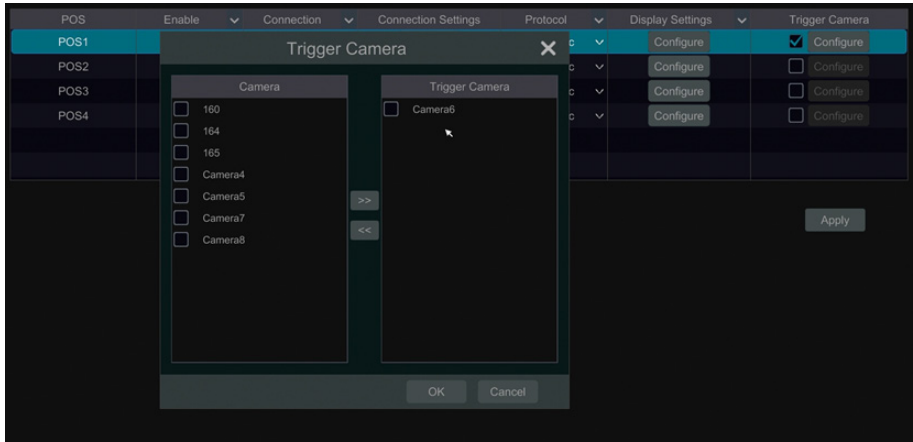 POS Enable Connection Connection Settings Protocol Display Settings Trigger Camera
POS1 c Configure Configure
Trigger Camera
POS2 c Configure Configure
POS3 c Configure Configure
POS4 c Configure Configure
Camera Trigger Camera
160 Camera6
164
165
Camera4
Camera5
>>
Camera7
<<
Camera8
Apply
OK Cancel